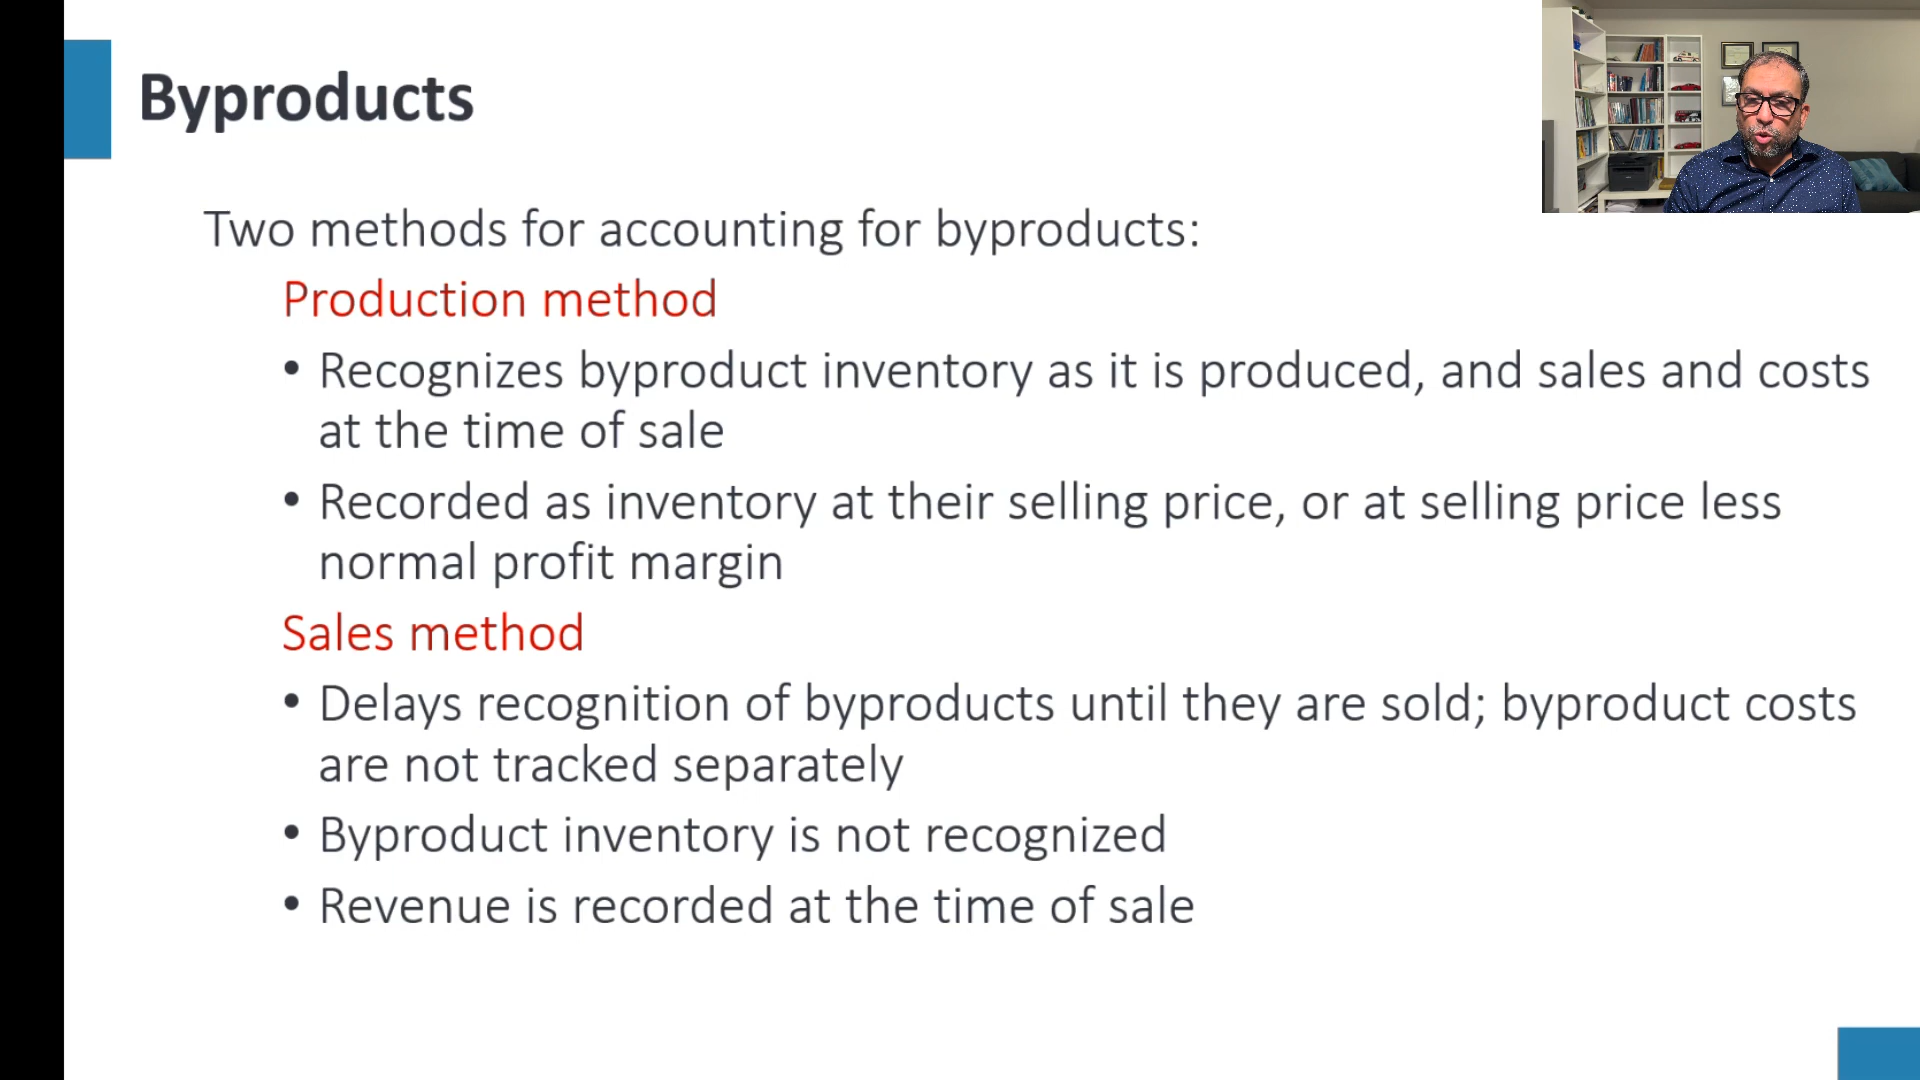 Byproducts
Two methods for accounting for byproducts:
Production method
• Recognizes byproduct inventory as it is produced, and sales and costs
at the time of sale
• Recorded as inventory at their selling price, or at selling price less
normal profit margin
Sales method
• Delays recognition of byproducts until they are sold; byproduct costs
are not tracked separately
• Byproduct inventory is not recognized
• Revenue is recorded at the time of sale